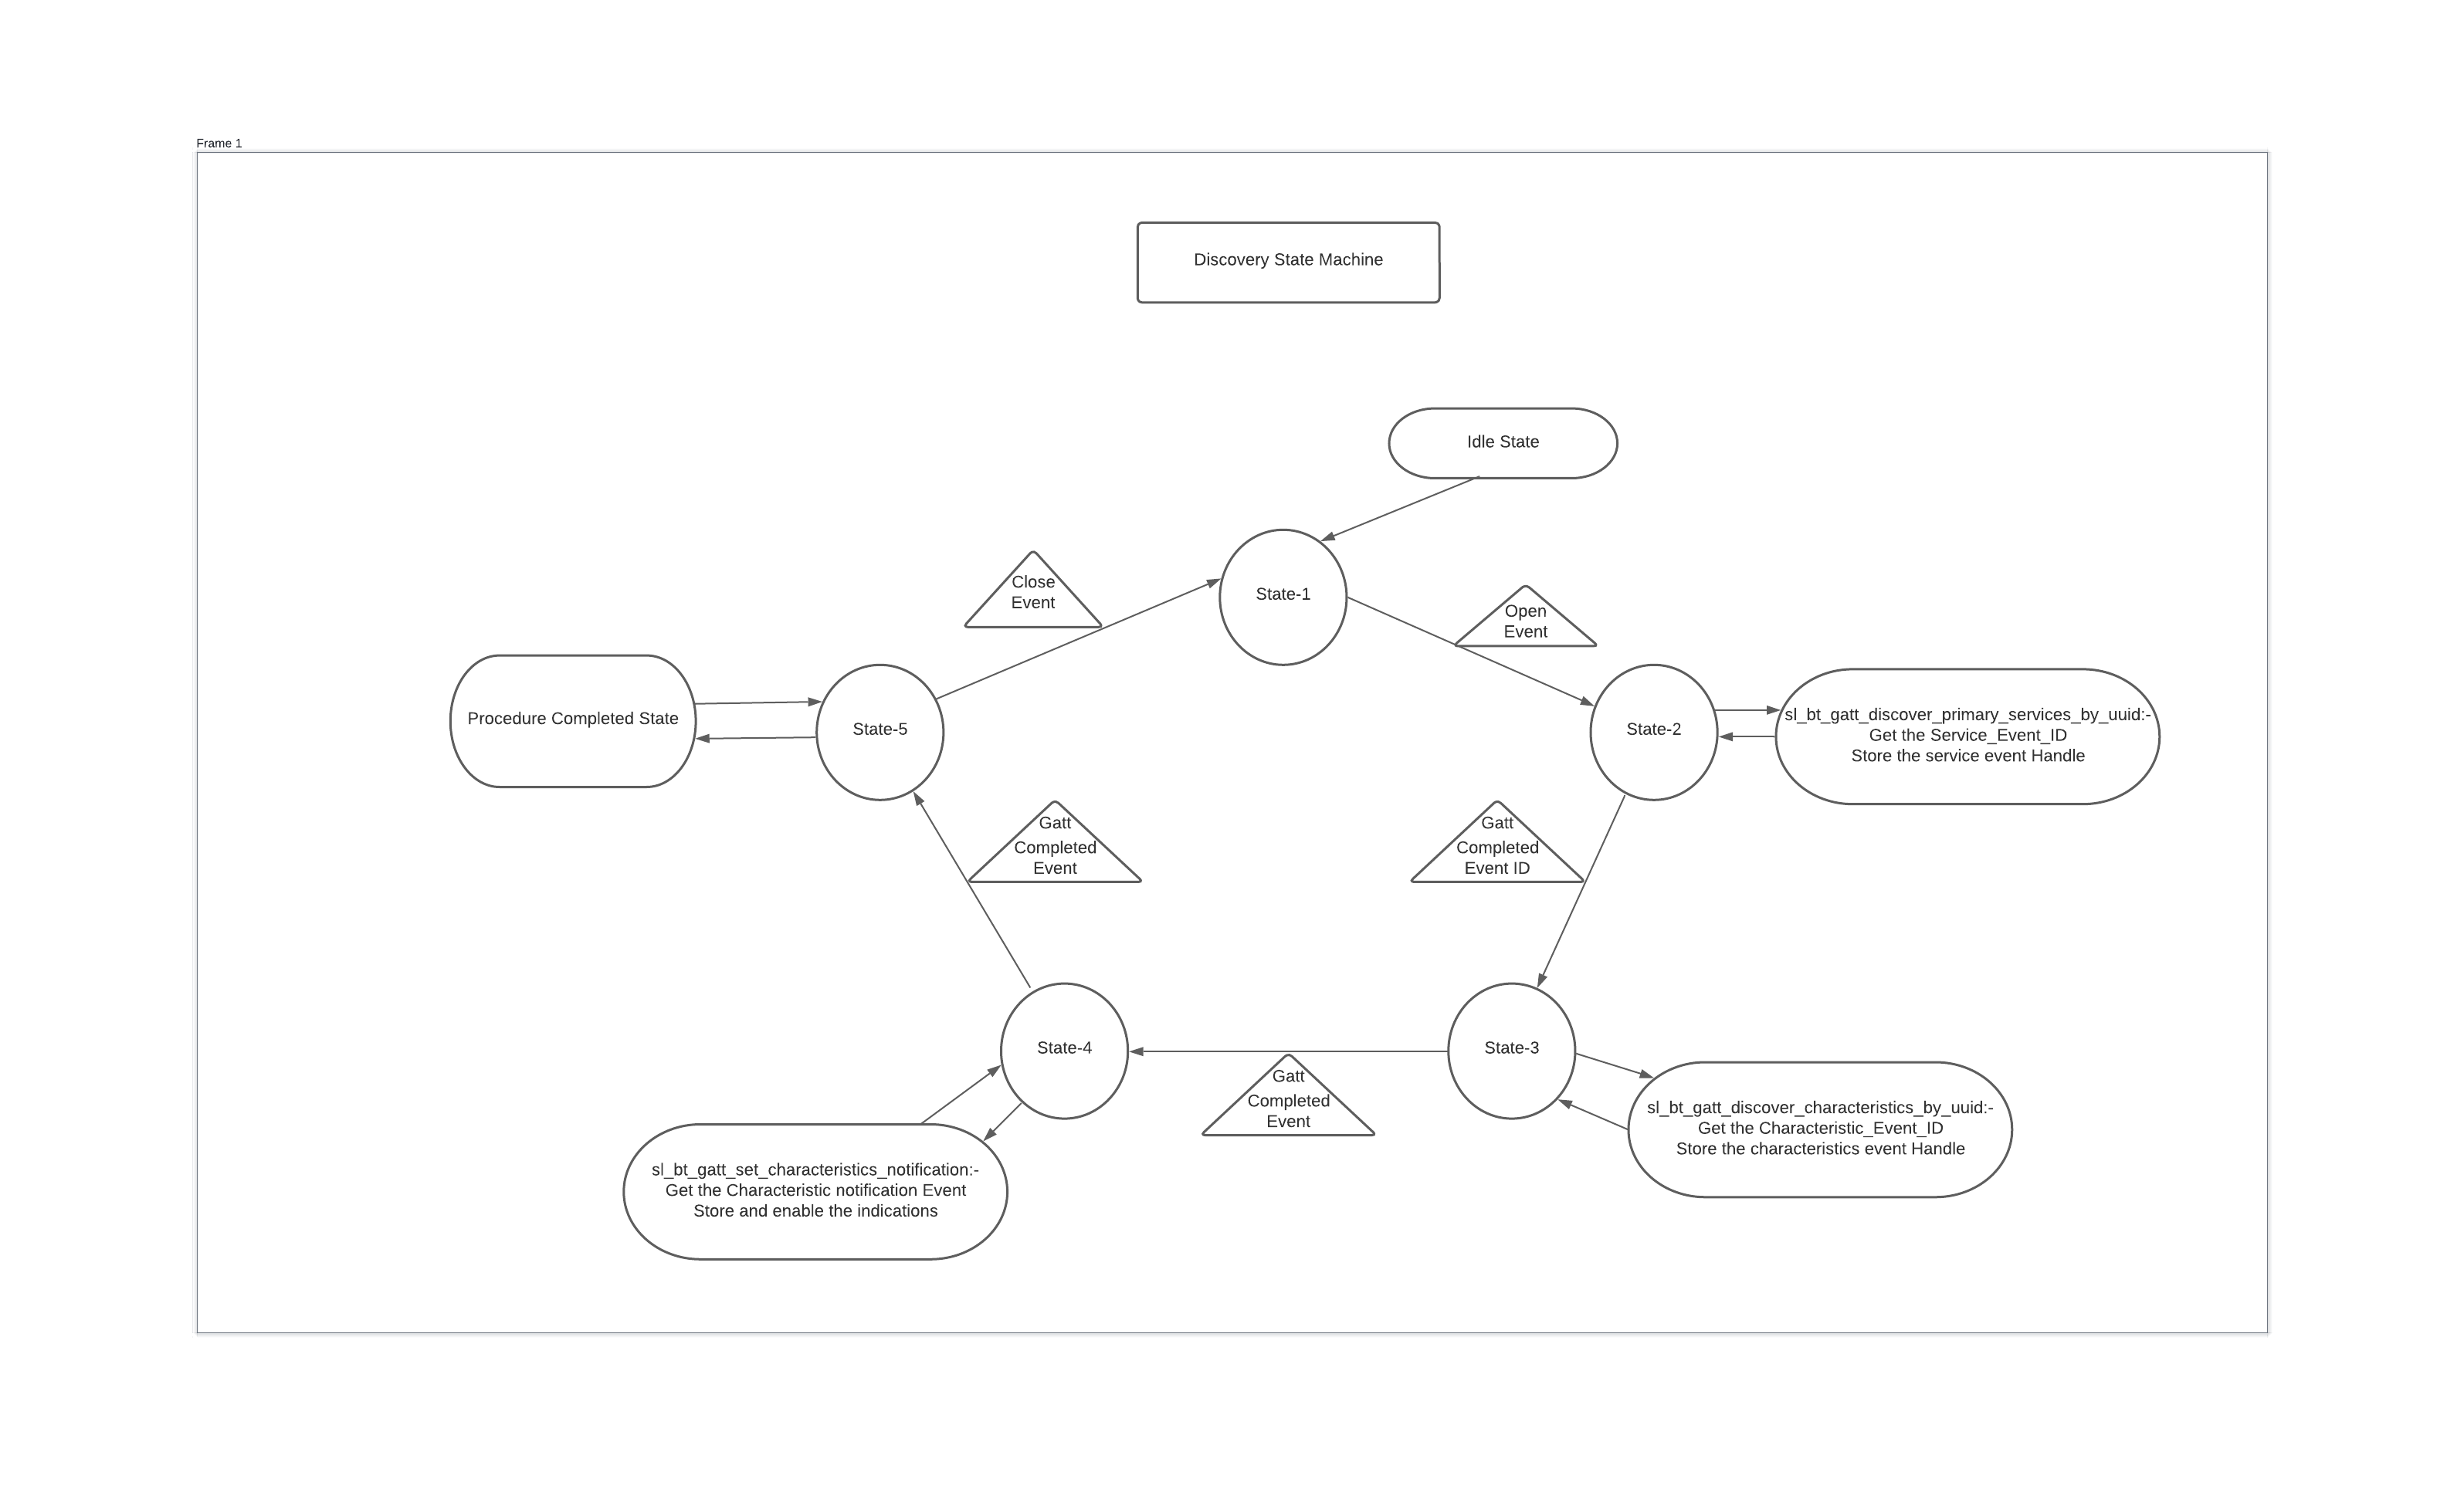 Frame 1
Discovery State Machine
Idle State
State-1
Close
Event
Open
Event
Procedure Completed State
State-5
State-2
sl_bt_gatt_discover_primary_services_by_uuid:-
Get the Service_Event_ID
Store the service event Handle
Gatt
Completed
Event
Gatt
Completed
Event ID
State-4
State-3
Gatt
Completed
Event
sl_bt_gatt_discover_characteristics_by_uuid:-
Get the Characteristic_Event_ID
Store the characteristics event Handle
sl_bt_gatt_set_characteristics_notification:-
Get the Characteristic notification Event
Store and enable the indications